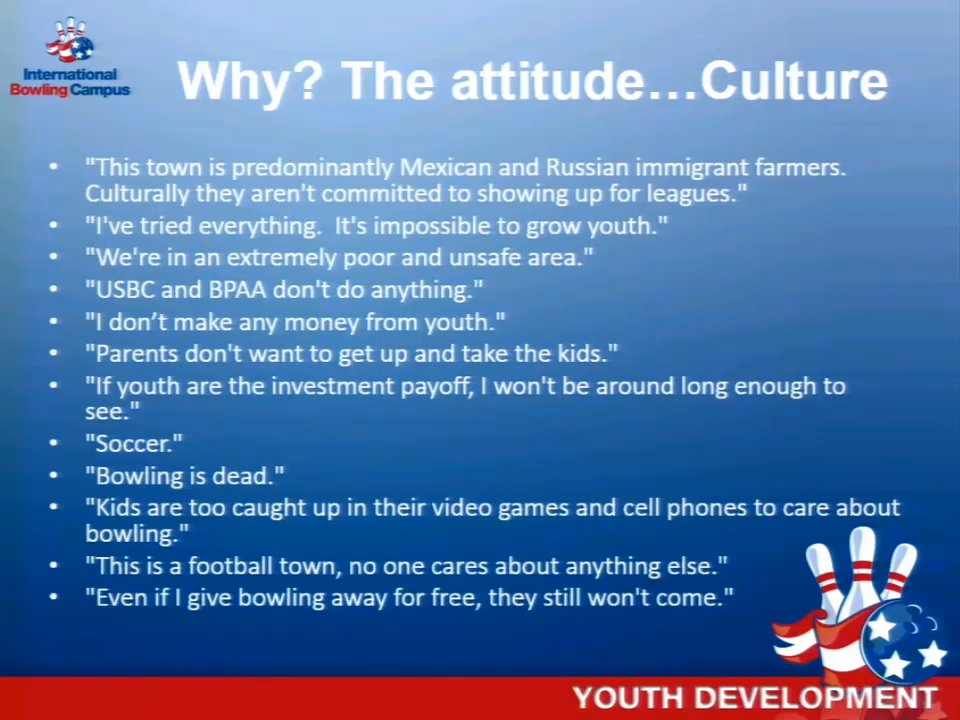 International
Bowling Campus
Why? The attitude…Culture
• "This town is predominantly Mexican and Russian immigrant farmers.
Culturally they aren't committed to showing up for leagues."
• "I've tried everything.  It's impossible to grow youth."
• "We're in an extremely poor and unsafe area."
• "USBC and BPAA don't do anything."
• "I don’t make any money from youth."
• "Parents don't want to get up and take the kids."
• "If youth are the investment payoff, I won't be around long enough to
see."
• "Soccer."
• "Bowling is dead."
• "Kids are too caught up in their video games and cell phones to care about
bowling."
• "This is a football town, no one cares about anything else."
• "Even if I give bowling away for free, they still won't come."
YOUTH DEVELOPMENT